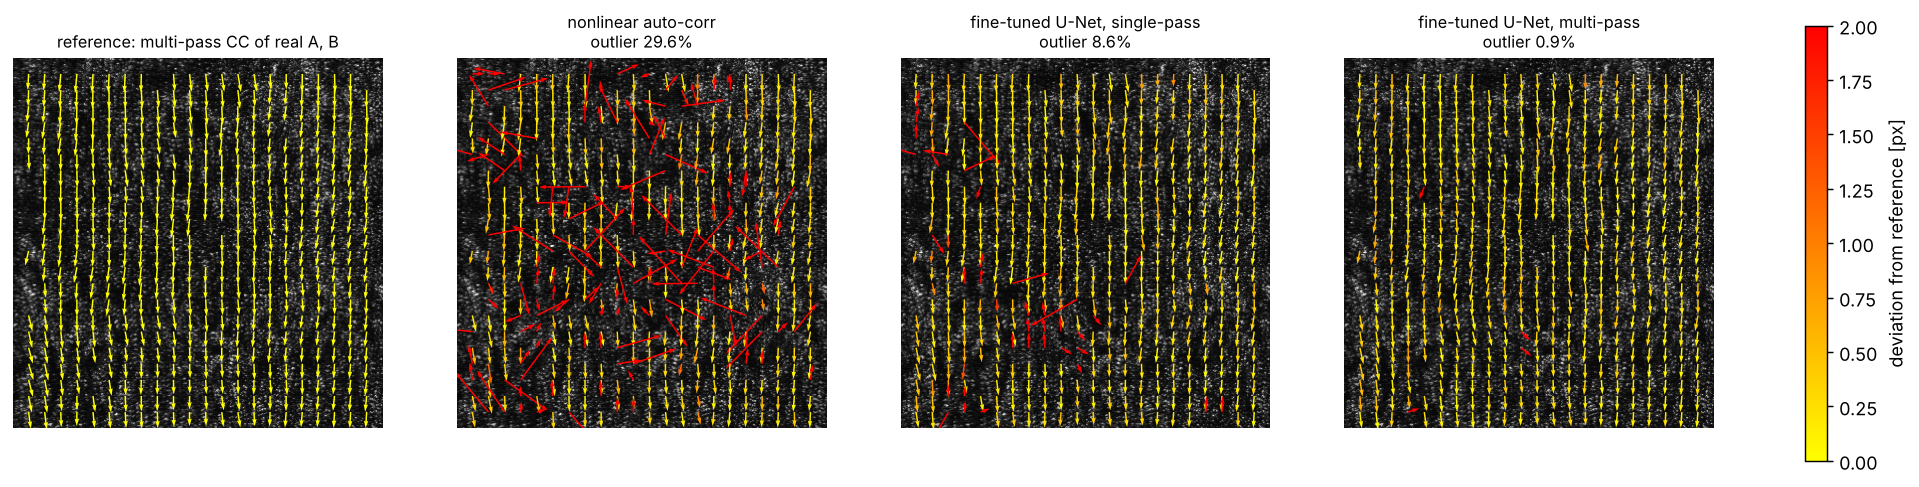 reference: multi-pass CC of real A, B
nonlinear auto-corr
outlier 29.6%
fine-tuned U-Net, single-pass
outlier 8.6%
fine-tuned U-Net, multi-pass
outlier 0.9%
2.00
1.75
1.50
1.25
1.00
0.75
0.50
0.25
0.00
deviation from reference [px]